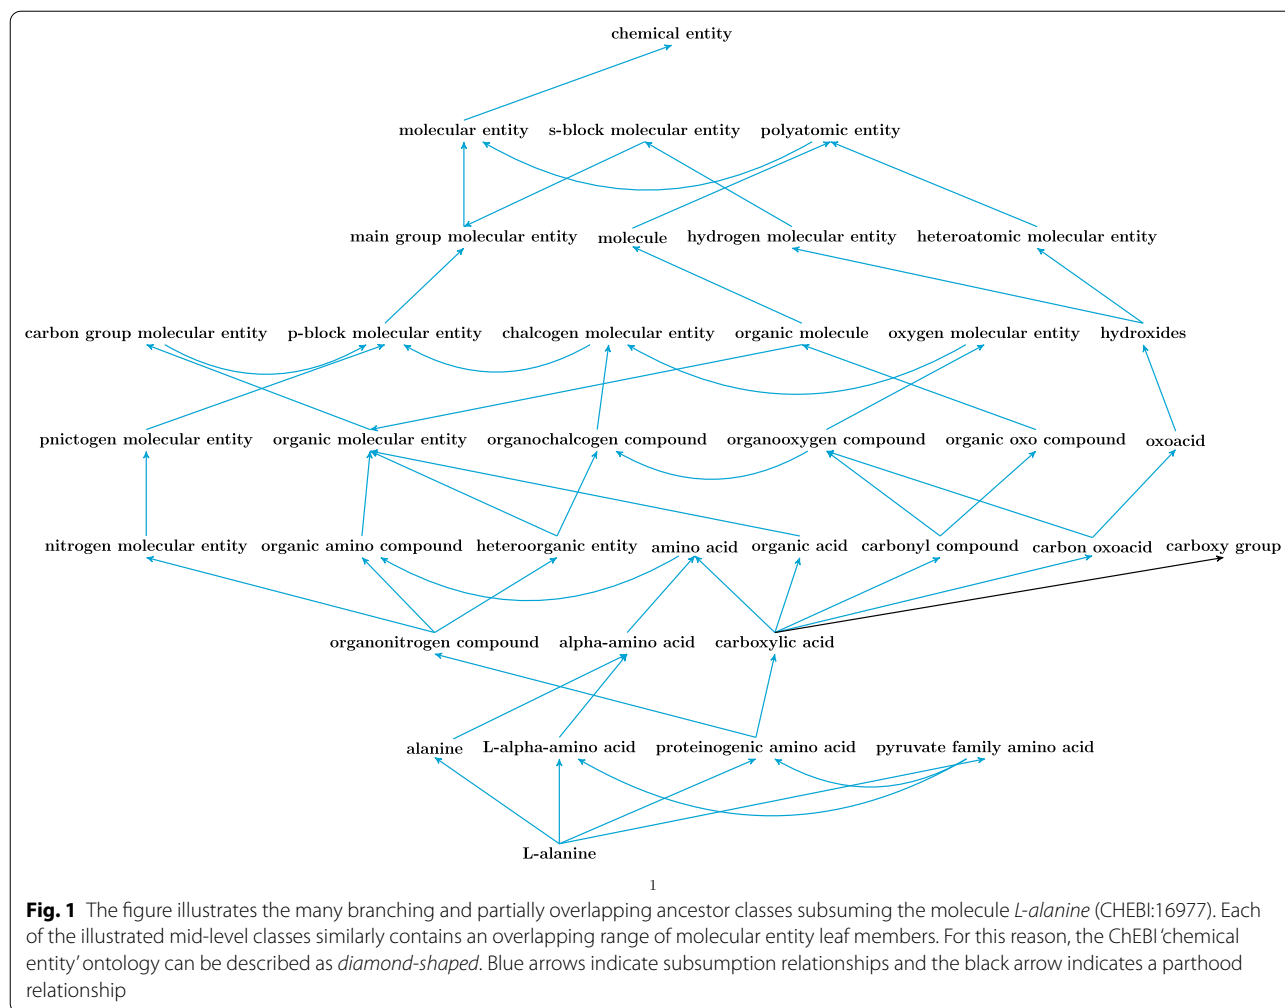 chemical entity
molecular entity s-block molecular entity polyatomic entity
main group molecular entity molecule hydrogen molecular entity heteroatomic molecular entity
carbon group molecular entity p-block molecular entity chalcogen molecular entity organic molecule oxygen molecular entity hydroxides
pnictogen molecular entity organic molecular entity organochalcogen compound organooxygen compound organic oxo compound oxoacid
nitrogen molecular entity organic amino compound heteroorganic entity amino acid organic acid carbonyl compound carbon oxoacid carboxy group
organonitrogen compound alpha-amino acid carboxylic acid
alanine L-alpha-amino acid proteinogenic amino acid pyruvate family amino acid
L-alanine
1
Fig. 1 The figure illustrates the many branching and partially overlapping ancestor classes subsuming the molecule L-alanine (CHEBI:16977). Each
of the illustrated mid-level classes similarly contains an overlapping range of molecular entity leaf members. For this reason, the ChEBI ‘chemical
entity’ ontology can be described as diamond-shaped. Blue arrows indicate subsumption relationships and the black arrow indicates a parthood
relationship